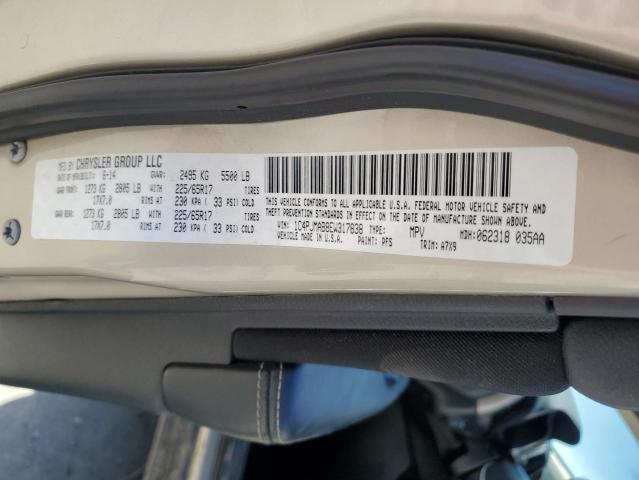 MFD BY CHRYSLER GROUP LLC
DATE OF MFR/REBUILT: 6-14 GVWR: 2495 KG 5500 LB
GAWR FRONT: 1273 KG 2805 LB WITH 225/65R17 TIRES
17X7.0 RIMS AT 230 KPA ( 33 PSI) COLD
GAWR REAR: 1273 KG 2805 LB WITH 225/65R17 TIRES
17X7.0 RIMS AT 230 KPA ( 33 PSI) COLD
THIS VEHICLE CONFORMS TO ALL APPLICABLE U.S.A. FEDERAL MOTOR VEHICLE SAFETY AND
THEFT PREVENTION STANDARDS IN EFFECT ON THE DATE OF MANUFACTURE SHOWN ABOVE.
VIN: 1C4PJMAB8EW317838 TYPE: MPV MDH: 062318 035AA
VEHICLE MADE IN U.S.A. PAINT: PFS TRIM: A7X9